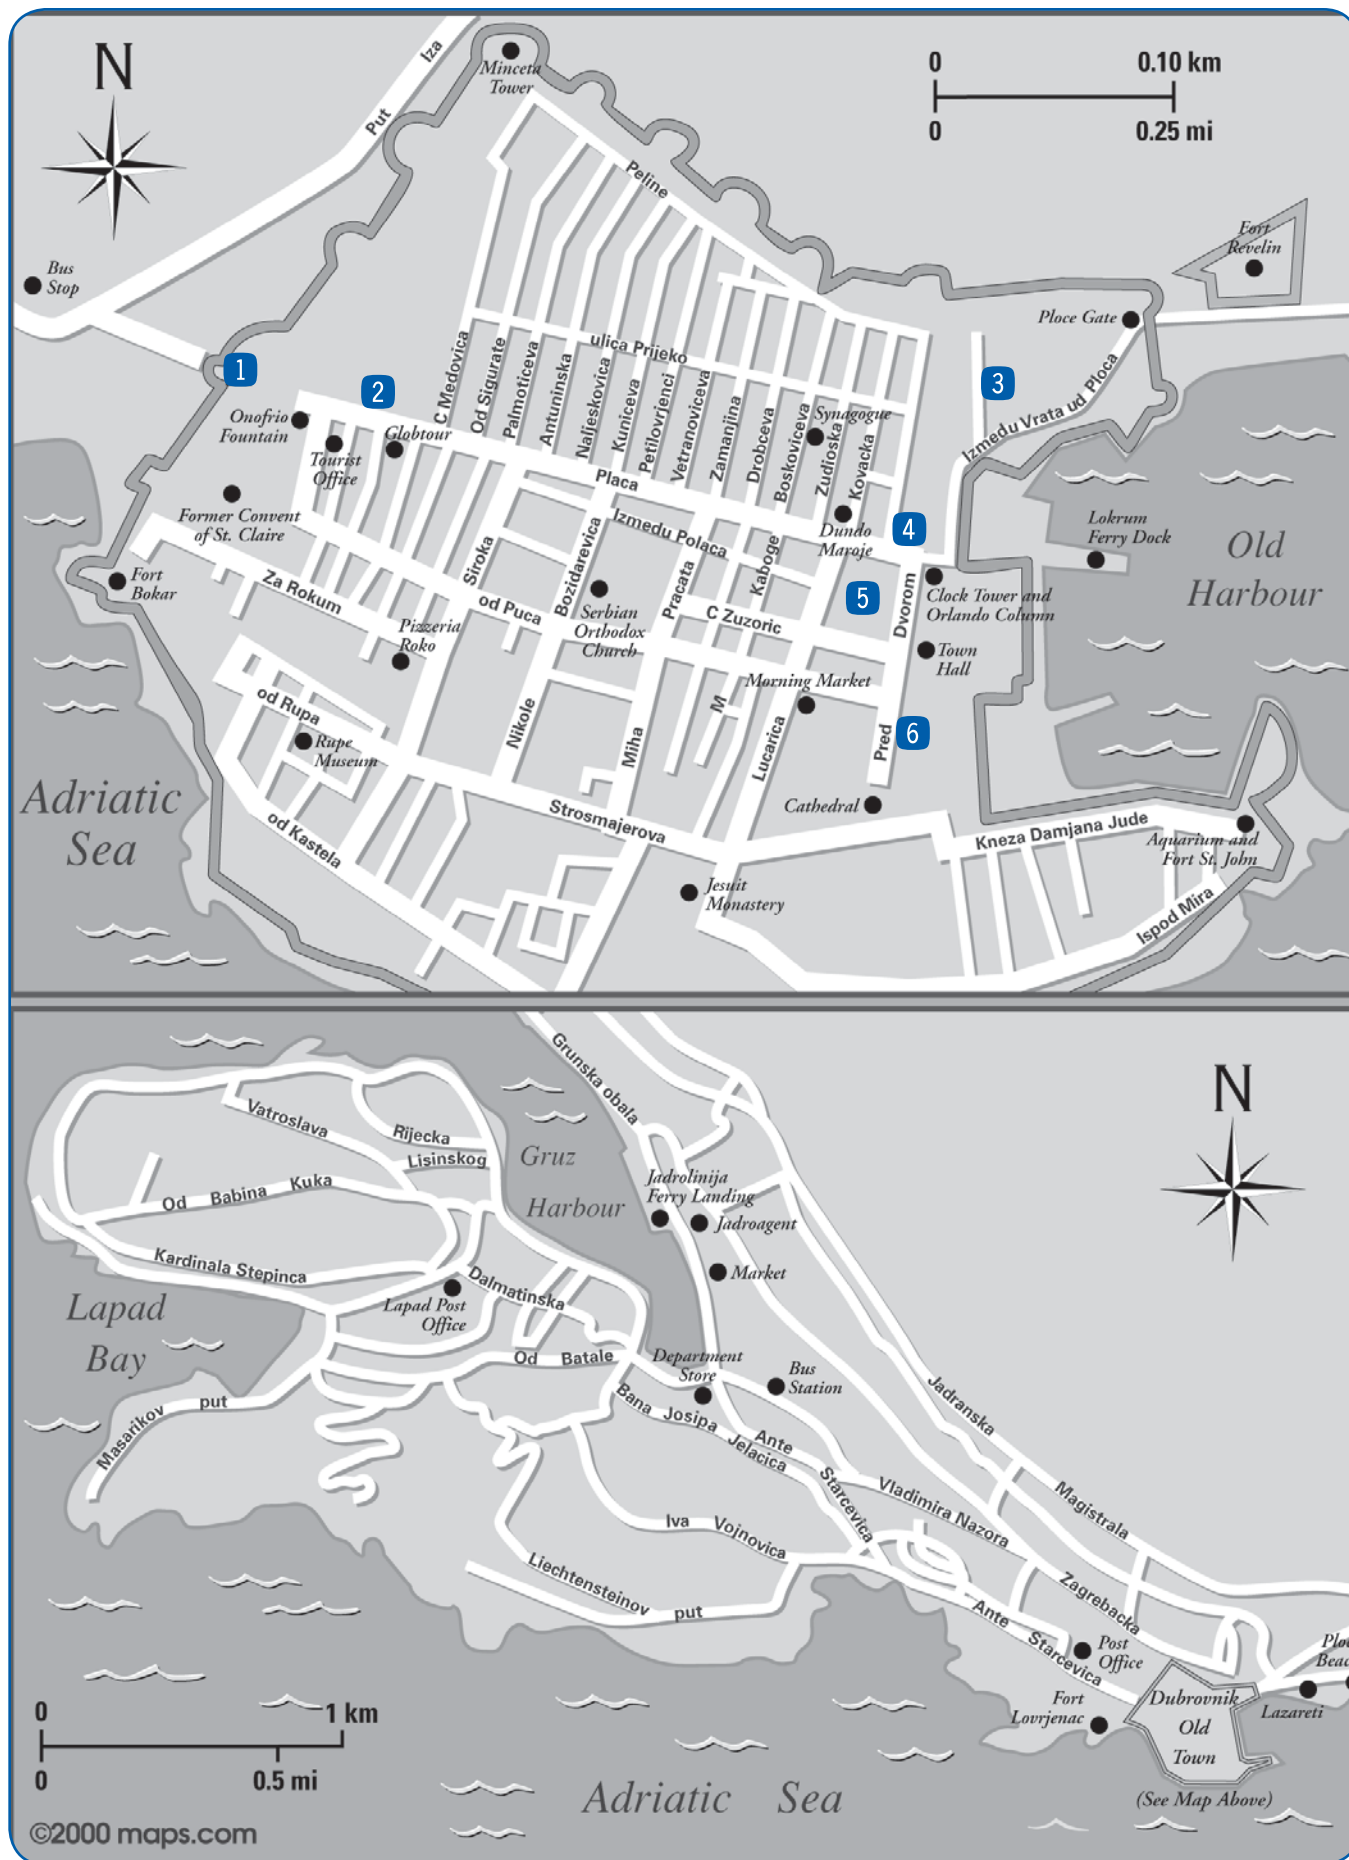 N
Iza
Put
Minceta
Tower
0
0.10 km
0
0.25 mi
Peline
Fort
Revelin
Bus
Stop
Ploce Gate
1
2
3
ulica Prijeko
C Medovica
Od Sigurate
Palmoticeva
Antuninska
Naljeskovica
Kuniceva
Petilovrjenci
Vetranoviceva
Zamanjina
Drobceva
Boskoviceva
Zudioska
Kovacka
Synagogue
Izmedu Vrata ud Ploca
Onofrio
Fountain
Tourist
Office
Globtour
Placa
Former Convent
of St. Claire
Izmedu Polaca
Dundo
Maroje
4
Lokrum
Ferry Dock
Old
Harbour
Fort
Bokar
Za Rokum
Siroka
od Puca
Bozidarevica
Serbian
Orthodox
Church
Pracata
Kaboge
C Zuzoric
5
Dvorom
Clock Tower and
Orlando Column
Town
Hall
Pizzeria
Roko
Morning Market
M
od Rupa
Rupe
Museum
Nikole
Miha
Lucarica
Pred
6
Adriatic
Sea
od Kastela
Strosmajerova
Cathedral
Kneza Damjana Jude
Aquarium and
Fort St. John
Jesuit
Monastery
Ispod Mira
Grunska obala
N
Vatroslava
Rijecka
Lisinskog
Gruz
Harbour
Od Babina Kuka
Jadrolinija
Ferry Landing
Jadroagent
Kardinala Stepinca
Market
Lapad
Bay
Dalmatinska
Lapad Post
Office
Od Batale
Department
Store
Bus
Station
Masarikov put
Bana Josipa
Jelacica
Ante
Starcevica
Jadranska
Magistrala
Vladimira Nazora
Iva Vojnovica
Liechtensteinov put
Zagrebacka
Ante Starcevica
Post
Office
Fort
Lovrjenac
Dubrovnik
Old
Town
(See Map Above)
Lazareti
0
1 km
0
0.5 mi
Adriatic Sea
©2000 maps.com